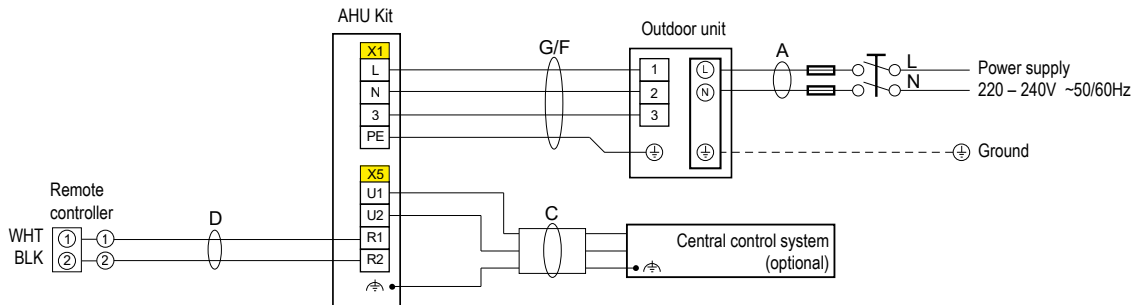 AHU Kit
X1
L
N
3
PE
X5
U1
U2
R1
R2
G/F
Outdoor unit
1
2
3
L
N
A
L
N
Power supply
220 – 240V ~50/60Hz
Ground
Remote
controller
WHT 1 1
BLK 2 2
D
C
Central control system
(optional)